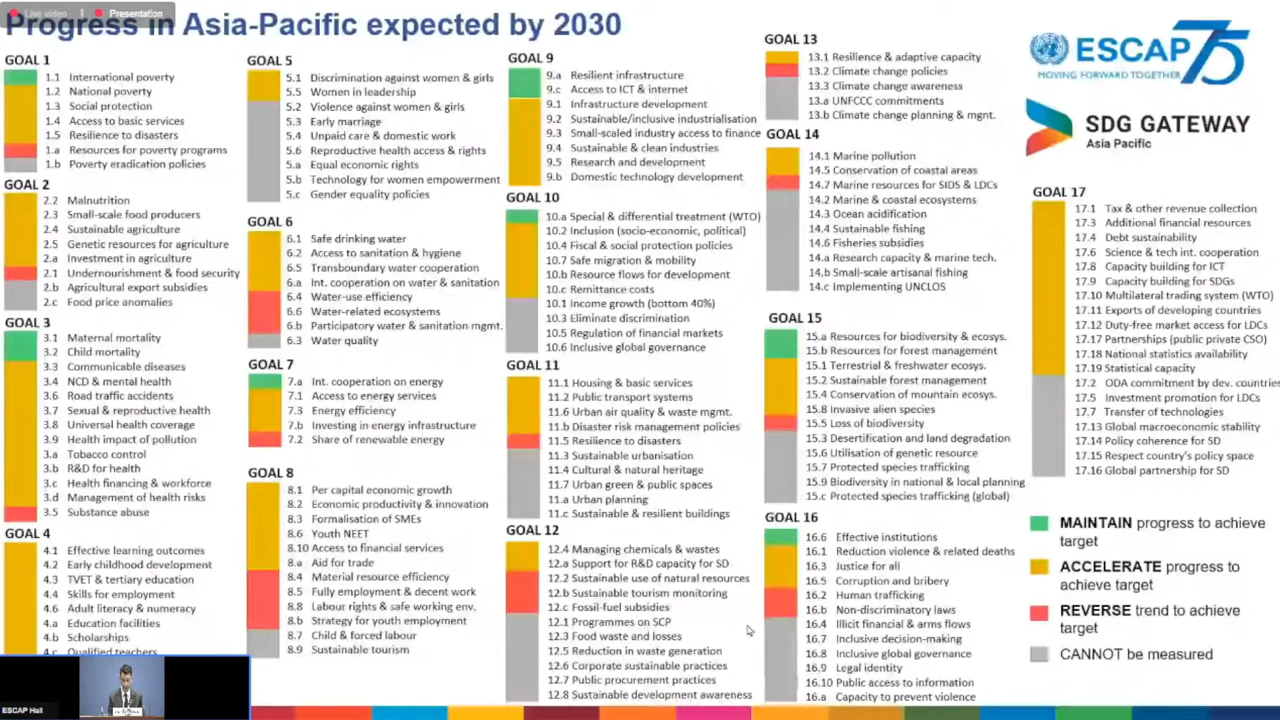 Live video
Presentation
Progress in Asia-Pacific expected by 2030
GOAL 1
1.1 International poverty
1.2 National poverty
1.3 Social protection
1.4 Access to basic services
1.5 Resilience to disasters
1.a Resources for poverty programs
1.b Poverty eradication policies
GOAL 2
2.2 Malnutrition
2.3 Small-scale food producers
2.4 Sustainable agriculture
2.5 Genetic resources for agriculture
2.a Investment in agriculture
2.1 Undernourishment & food security
2.b Agricultural export subsidies
2.c Food price anomalies
GOAL 3
3.1 Maternal mortality
3.2 Child mortality
3.3 Communicable diseases
3.4 NCD & mental health
3.6 Road traffic accidents
3.7 Sexual & reproductive health
3.8 Universal health coverage
3.9 Health impact of pollution
3.a Tobacco control
3.b R&D for health
3.c Health financing & workforce
3.d Management of health risks
3.5 Substance abuse
GOAL 4
4.1 Effective learning outcomes
4.2 Early childhood development
4.3 TVET & tertiary education
4.4 Skills for employment
4.6 Adult literacy & numeracy
4.a Education facilities
4.b Scholarships
4.c Qualified teachers
ESCAP Hall
GOAL 5
5.1 Discrimination against women & girls
5.5 Women in leadership
5.2 Violence against women & girls
5.3 Early marriage
5.4 Unpaid care & domestic work
5.6 Reproductive health access & rights
5.a Equal economic rights
5.b Technology for women empowerment
5.c Gender equality policies
GOAL 6
6.1 Safe drinking water
6.2 Access to sanitation & hygiene
6.5 Transboundary water cooperation
6.a Int. cooperation on water & sanitation
6.4 Water-use efficiency
6.6 Water-related ecosystems
6.b Participatory water & sanitation mgmt.
6.3 Water quality
GOAL 7
7.a Int. cooperation on energy
7.1 Access to energy services
7.3 Energy efficiency
7.b Investing in energy infrastructure
7.2 Share of renewable energy
GOAL 8
8.1 Per capital economic growth
8.2 Economic productivity & innovation
8.3 Formalisation of SMEs
8.6 Youth NEET
8.10 Access to financial services
8.a Aid for trade
8.4 Material resource efficiency
8.5 Fully employment & decent work
8.8 Labour rights & safe working env.
8.b Strategy for youth employment
8.7 Child & forced labour
8.9 Sustainable tourism
GOAL 9
9.a Resilient infrastructure
9.c Access to ICT & internet
9.1 Infrastructure development
9.2 Sustainable/inclusive industrialisation
9.3 Small-scaled industry access to finance
9.4 Sustainable & clean industries
9.5 Research and development
9.b Domestic technology development
GOAL 10
10.a Special & differential treatment (WTO)
10.2 Inclusion (socio-economic, political)
10.4 Fiscal & social protection policies
10.7 Safe migration & mobility
10.b Resource flows for development
10.c Remittance costs
10.1 Income growth (bottom 40%)
10.3 Eliminate discrimination
10.5 Regulation of financial markets
10.6 Inclusive global governance
GOAL 11
11.1 Housing & basic services
11.2 Public transport systems
11.6 Urban air quality & waste mgmt.
11.b Disaster risk management policies
11.5 Resilience to disasters
11.3 Sustainable urbanisation
11.4 Cultural & natural heritage
11.7 Urban green & public spaces
11.a Urban planning
11.c Sustainable & resilient buildings
GOAL 12
12.4 Managing chemicals & wastes
12.a Support for R&D capacity for SD
12.2 Sustainable use of natural resources
12.b Sustainable tourism monitoring
12.c Fossil-fuel subsidies
12.1 Programmes on SCP
12.3 Food waste and losses
12.5 Reduction in waste generation
12.6 Corporate sustainable practices
12.7 Public procurement practices
12.8 Sustainable development awareness
GOAL 13
13.1 Resilience & adaptive capacity
13.2 Climate change policies
13.3 Climate change awareness
13.a UNFCCC commitments
13.b Climate change planning & mgnt.
GOAL 14
14.1 Marine pollution
14.5 Conservation of coastal areas
14.7 Marine resources for SIDS & LDCs
14.2 Marine & coastal ecosystems
14.3 Ocean acidification
14.4 Sustainable fishing
14.6 Fisheries subsidies
14.a Research capacity & marine tech.
14.b Small-scale artisanal fishing
14.c Implementing UNCLOS
GOAL 15
15.a Resources for biodiversity & ecosys.
15.b Resources for forest management
15.1 Terrestrial & freshwater ecosys.
15.2 Sustainable forest management
15.4 Conservation of mountain ecosys.
15.8 Invasive alien species
15.5 Loss of biodiversity
15.3 Desertification and land degradation
15.6 Utilisation of genetic resource
15.7 Protected species trafficking
15.9 Biodiversity in national & local planning
15.c Protected species trafficking (global)
GOAL 16
16.6 Effective institutions
16.1 Reduction violence & related deaths
16.3 Justice for all
16.5 Corruption and bribery
16.2 Human trafficking
16.b Non-discriminatory laws
16.4 Illicit financial & arms flows
16.7 Inclusive decision-making
16.8 Inclusive global governance
16.9 Legal identity
16.10 Public access to information
16.a Capacity to prevent violence
ESCAP 75
MOVING FORWARD TOGETHER
SDG GATEWAY
Asia Pacific
GOAL 17
17.1 Tax & other revenue collection
17.3 Additional financial resources
17.4 Debt sustainability
17.6 Science & tech int. cooperation
17.8 Capacity building for ICT
17.9 Capacity building for SDGs
17.10 Multilateral trading system (WTO)
17.11 Exports of developing countries
17.12 Duty-free market access for LDCs
17.17 Partnerships (public private CSO)
17.18 National statistics availability
17.19 Statistical capacity
17.2 ODA commitment by dev. countries
17.5 Investment promotion for LDCs
17.7 Transfer of technologies
17.13 Global macroeconomic stability
17.14 Policy coherence for SD
17.15 Respect country's policy space
17.16 Global partnership for SD
MAINTAIN progress to achieve
target
ACCELERATE progress to
achieve target
REVERSE trend to achieve
target
CANNOT be measured